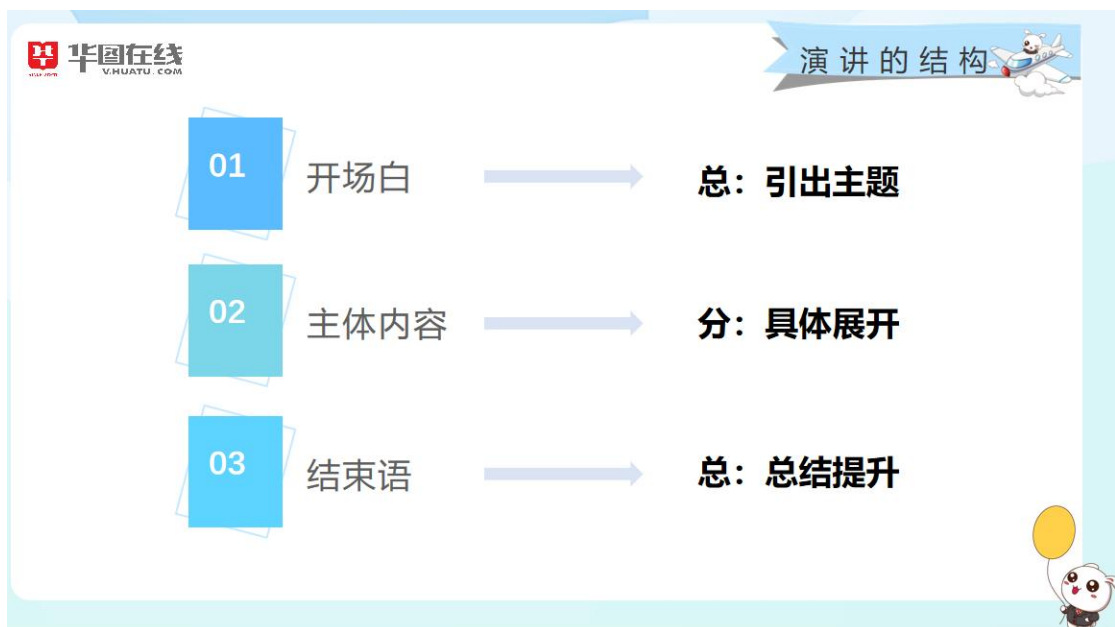 华图在线
V.HUATU.COM
演讲的结构
01
开场白
总：引出主题
02
主体内容
分：具体展开
03
结束语
总：总结提升